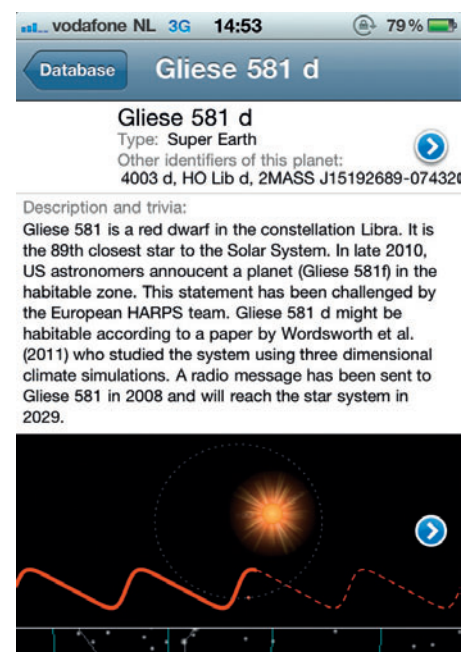 vodafone NL 3G 14:53 79%
Database Gliese 581 d
Gliese 581 d
Type: Super Earth
Other identifiers of this planet:
4003 d, HO Lib d, 2MASS J15192689-074320
Description and trivia:
Gliese 581 is a red dwarf in the constellation Libra. It is
the 89th closest star to the Solar System. In late 2010,
US astronomers annoucent a planet (Gliese 581f) in the
habitable zone. This statement has been challenged by
the European HARPS team. Gliese 581 d might be
habitable according to a paper by Wordsworth et al.
(2011) who studied the system using three dimensional
climate simulations. A radio message has been sent to
Gliese 581 in 2008 and will reach the star system in
2029.